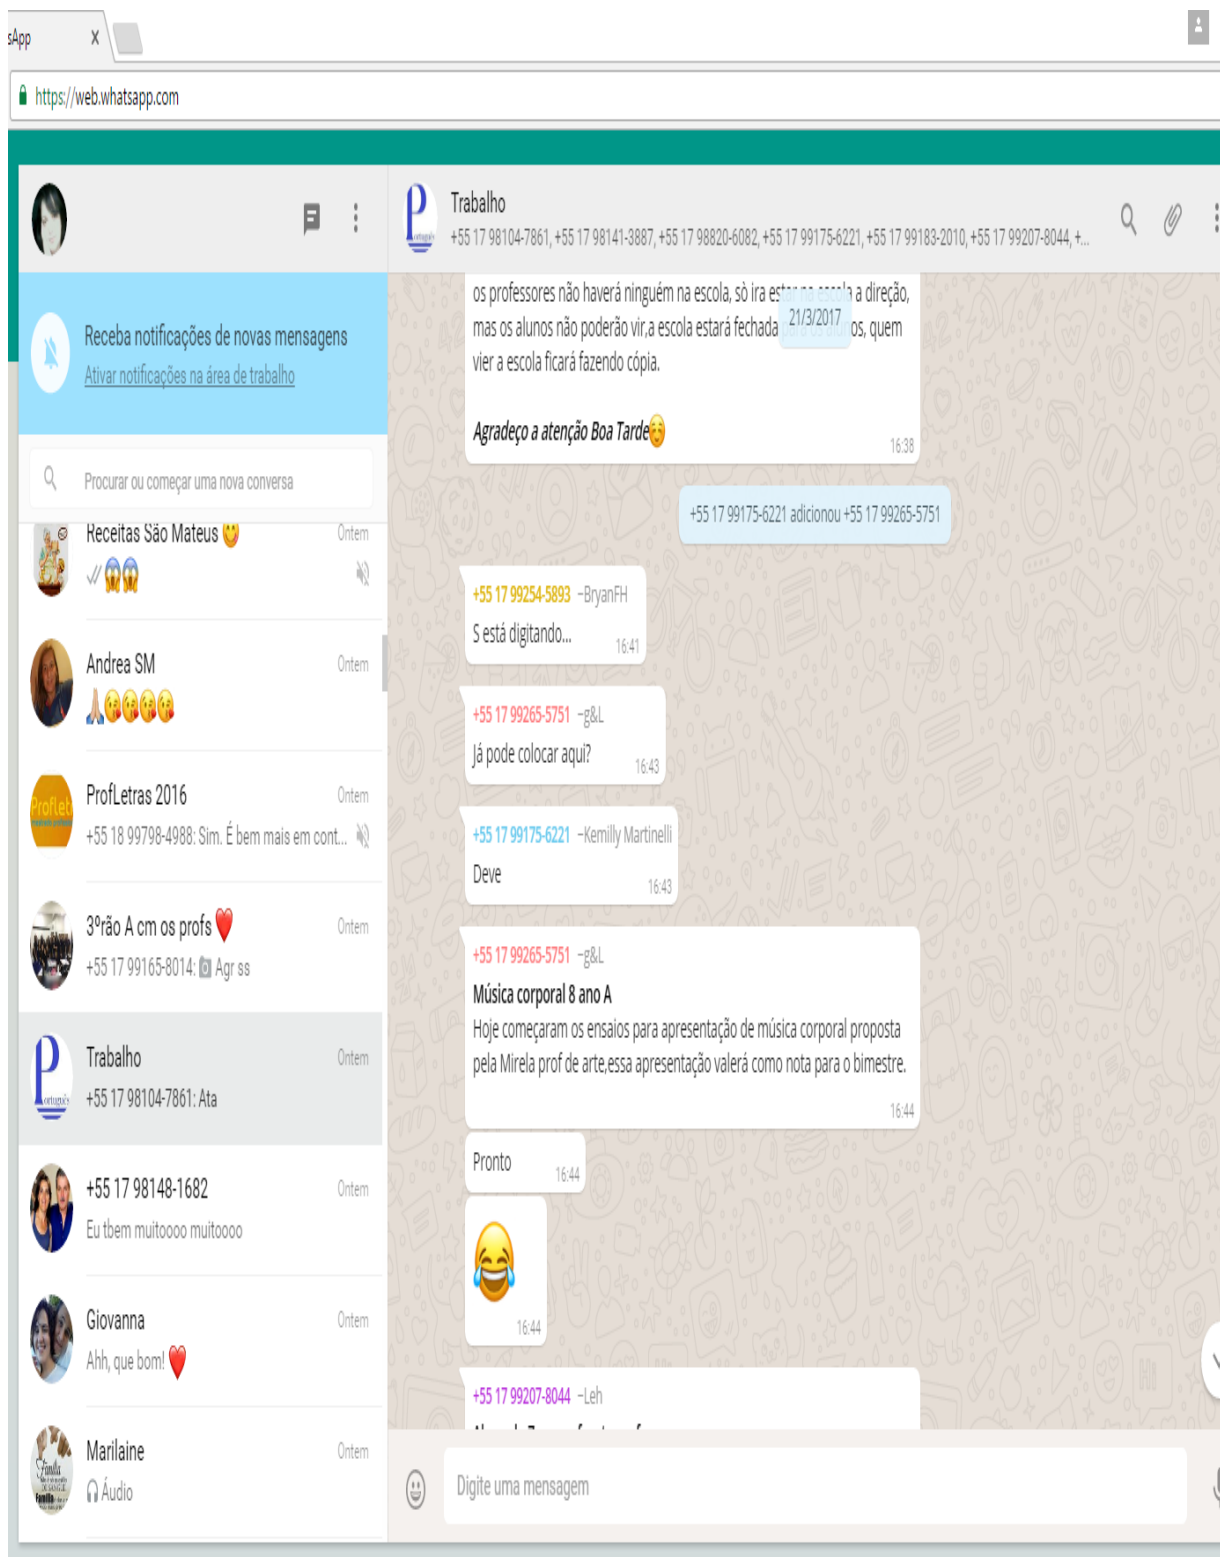 sApp
https://web.whatsapp.com
Receba notificações de novas mensagens
Ativar notificações na área de trabalho
Procurar ou começar uma nova conversa
Receitas São Mateus 😋 Ontem
😱😱
Andrea SM Ontem
🙏😘😘😘😘
ProfLetras 2016 Ontem
+55 18 99798-4988: Sim. É bem mais em cont...
3ºrão A cm os profs ❤️ Ontem
+55 17 99165-8014: 📷 Agr ss
Trabalho Ontem
+55 17 98104-7861: Ata
+55 17 98148-1682 Ontem
Eu tbem muitoooo muitoooo
Giovanna Ontem
Ahh, que bom! ❤️
Marilaine Ontem
Áudio
Português
Trabalho
+55 17 98104-7861, +55 17 98141-3887, +55 17 98820-6082, +55 17 99175-6221, +55 17 99183-2010, +55 17 99207-8044, +...
21/3/2017
os professores não haverá ninguém na escola, sò ira estar na escola a direção,
mas os alunos não poderão vir,a escola estará fechada para os alunos, quem
vier a escola ficará fazendo cópia.
Agradeço a atenção Boa Tarde☺️
16:38
+55 17 99175-6221 adicionou +55 17 99265-5751
+55 17 99254-5893 ~BryanFH
S está digitando... 16:41
+55 17 99265-5751 ~g&L
Já pode colocar aqui? 16:43
+55 17 99175-6221 ~Kemilly Martinelli
Deve 16:43
+55 17 99265-5751 ~g&L
Música corporal 8 ano A
Hoje começaram os ensaios para apresentação de música corporal proposta
pela Mirela prof de arte,essa apresentação valerá como nota para o bimestre.
16:44
Pronto 16:44
😂
16:44
+55 17 99207-8044 ~Leh
Digite uma mensagem